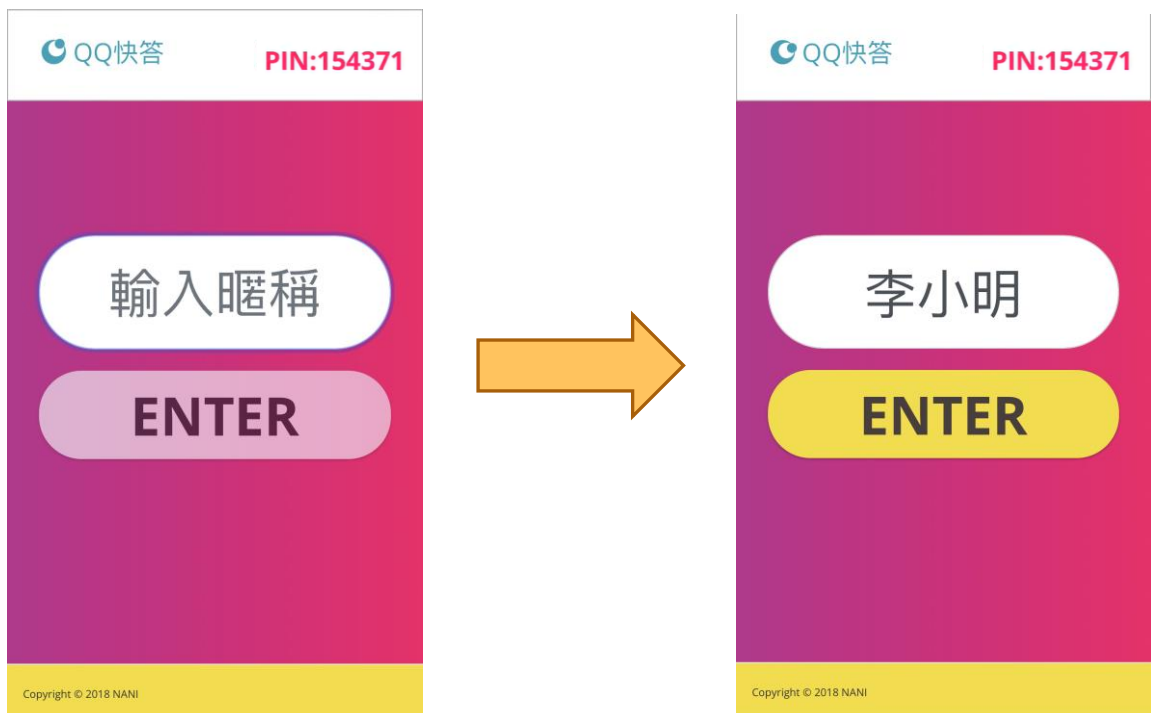 QQ快答
PIN:154371
輸入暱稱
ENTER
Copyright © 2018 NANI
QQ快答
PIN:154371
李小明
ENTER
Copyright © 2018 NANI